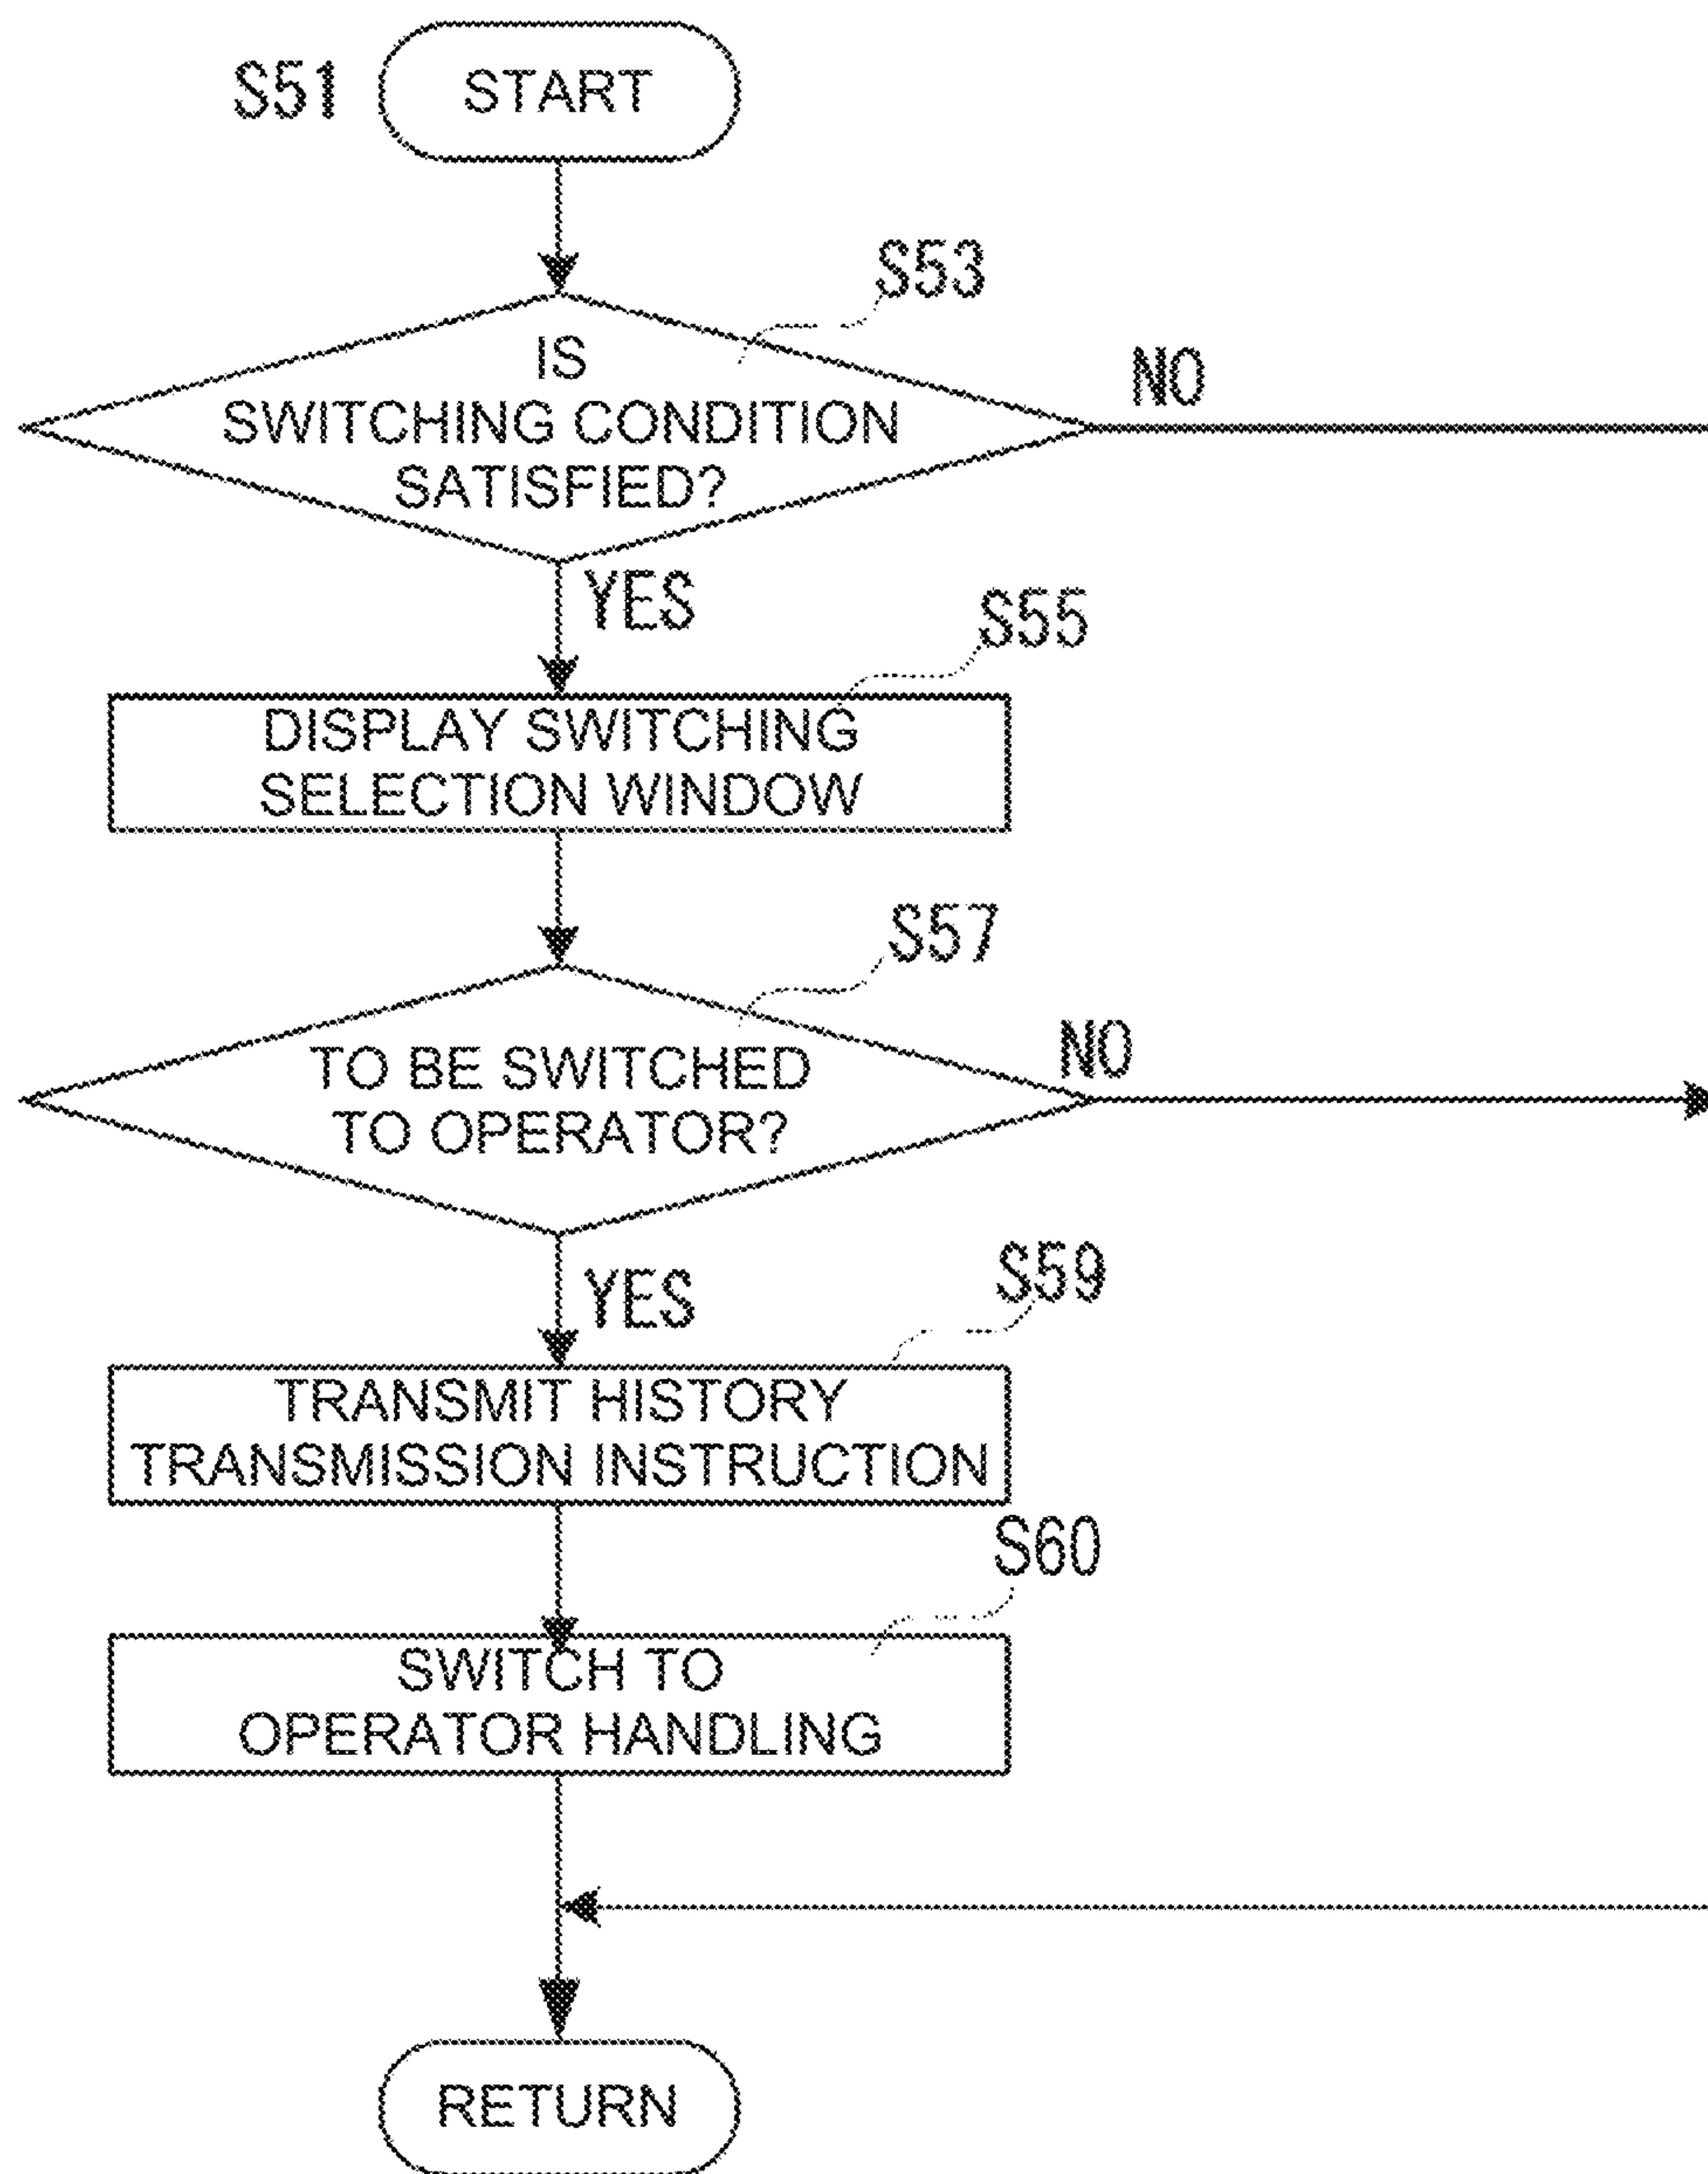 S51
START
S53
IS
SWITCHING CONDITION
SATISFIED?
NO
YES
S55
DISPLAY SWITCHING
SELECTION WINDOW
S57
TO BE SWITCHED
TO OPERATOR?
NO
YES
S59
TRANSMIT HISTORY
TRANSMISSION INSTRUCTION
S60
SWITCH TO
OPERATOR HANDLING
RETURN